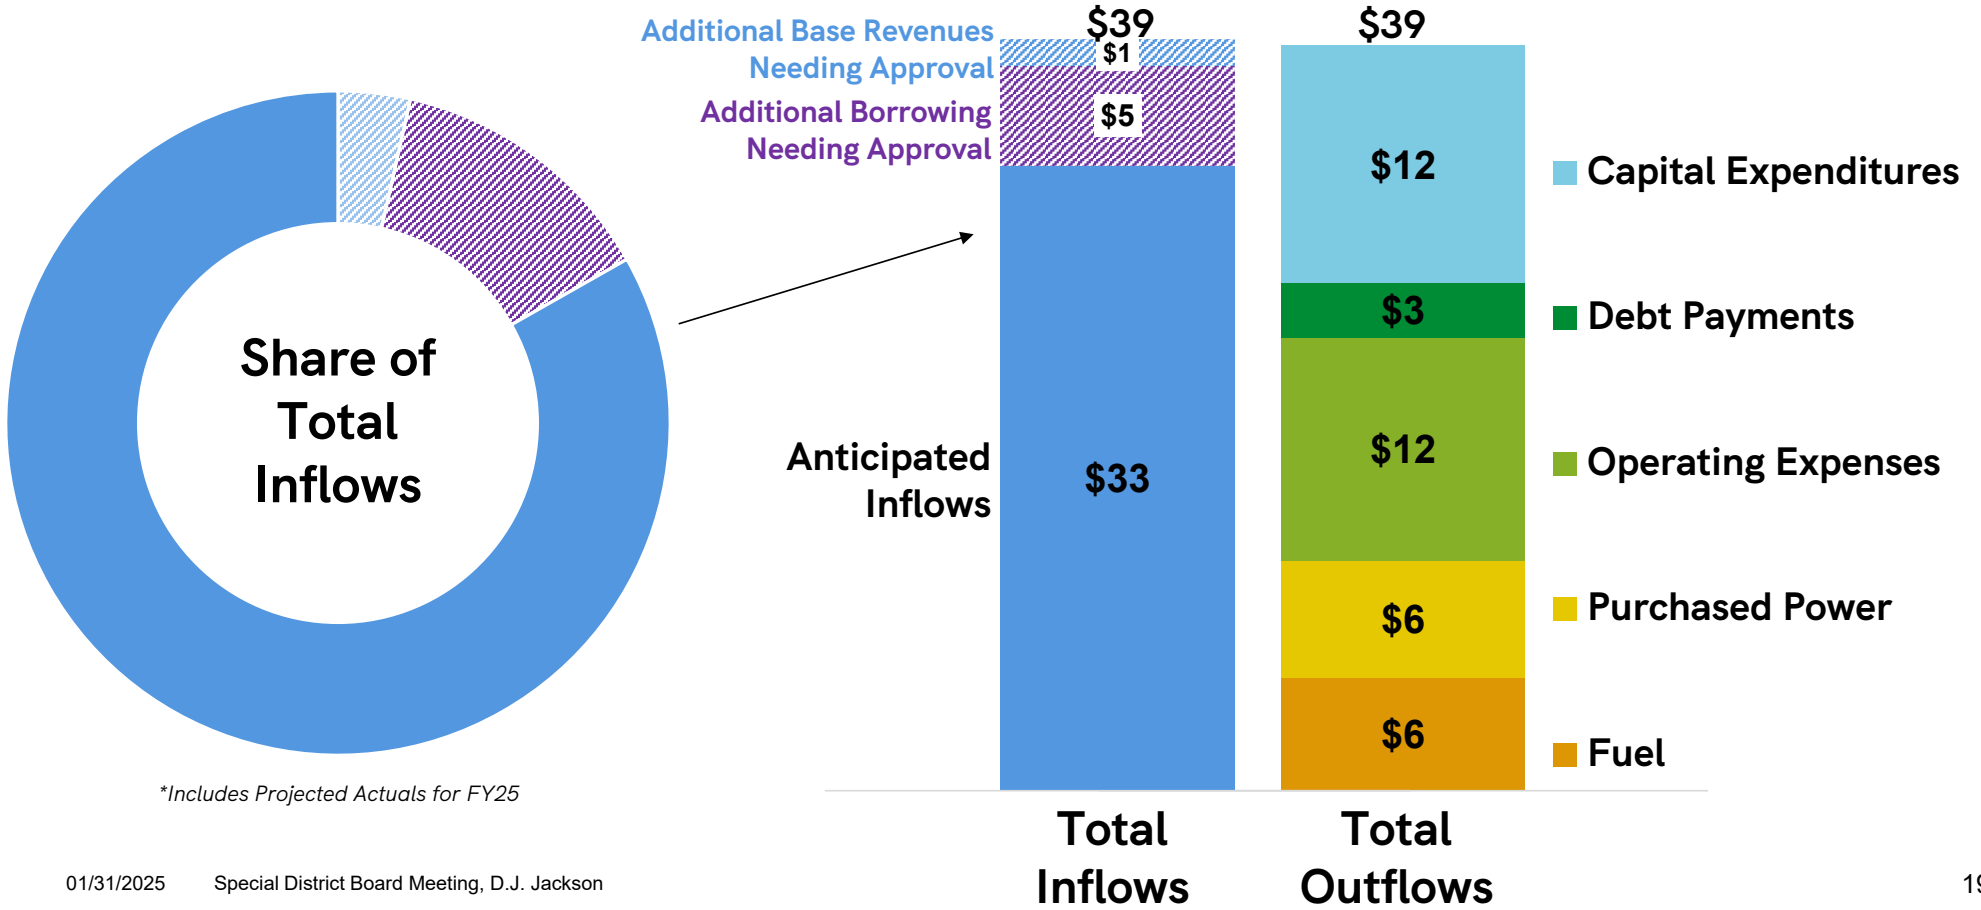 Share of
Total
Inflows
*Includes Projected Actuals for FY25
Additional Base Revenues
Needing Approval
Additional Borrowing
Needing Approval
Anticipated
Inflows
$39
$1
$5
$33
Total
Inflows
$39
$12
$3
$12
$6
$6
Total
Outflows
Capital Expenditures
Debt Payments
Operating Expenses
Purchased Power
Fuel
01/31/2025 Special District Board Meeting, D.J. Jackson
19